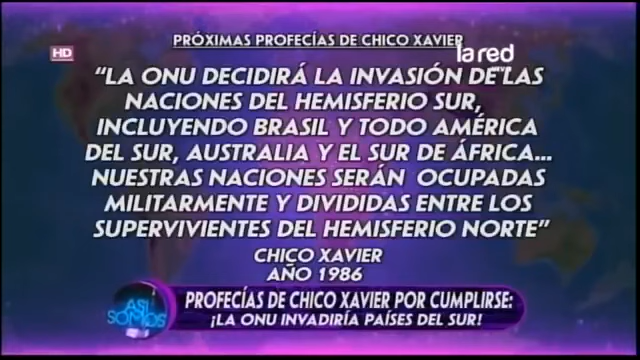 PRÓXIMAS PROFECÍAS DE CHICO XAVIER
HD
la red
"LA ONU DECIDIRÁ LA INVASIÓN DE LAS
NACIONES DEL HEMISFERIO SUR,
INCLUYENDO BRASIL Y TODO AMÉRICA
DEL SUR, AUSTRALIA Y EL SUR DE ÁFRICA...
NUESTRAS NACIONES SERÁN OCUPADAS
MILITARMENTE Y DIVIDIDAS ENTRE LOS
SUPERVIVIENTES DEL HEMISFERIO NORTE"
CHICO XAVIER
AÑO 1986
ASI
SOMOS
PROFECÍAS DE CHICO XAVIER POR CUMPLIRSE:
¡LA ONU INVADIRÍA PAÍSES DEL SUR!